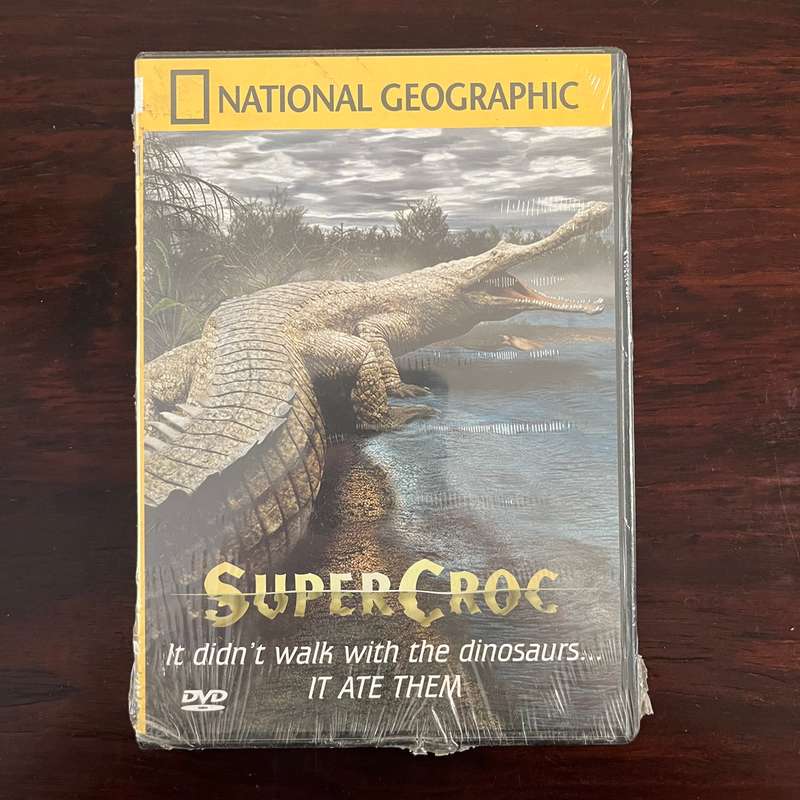 NATIONAL GEOGRAPHIC
SUPERCROC
It didn't walk with the dinosaurs...
IT ATE THEM
DVD